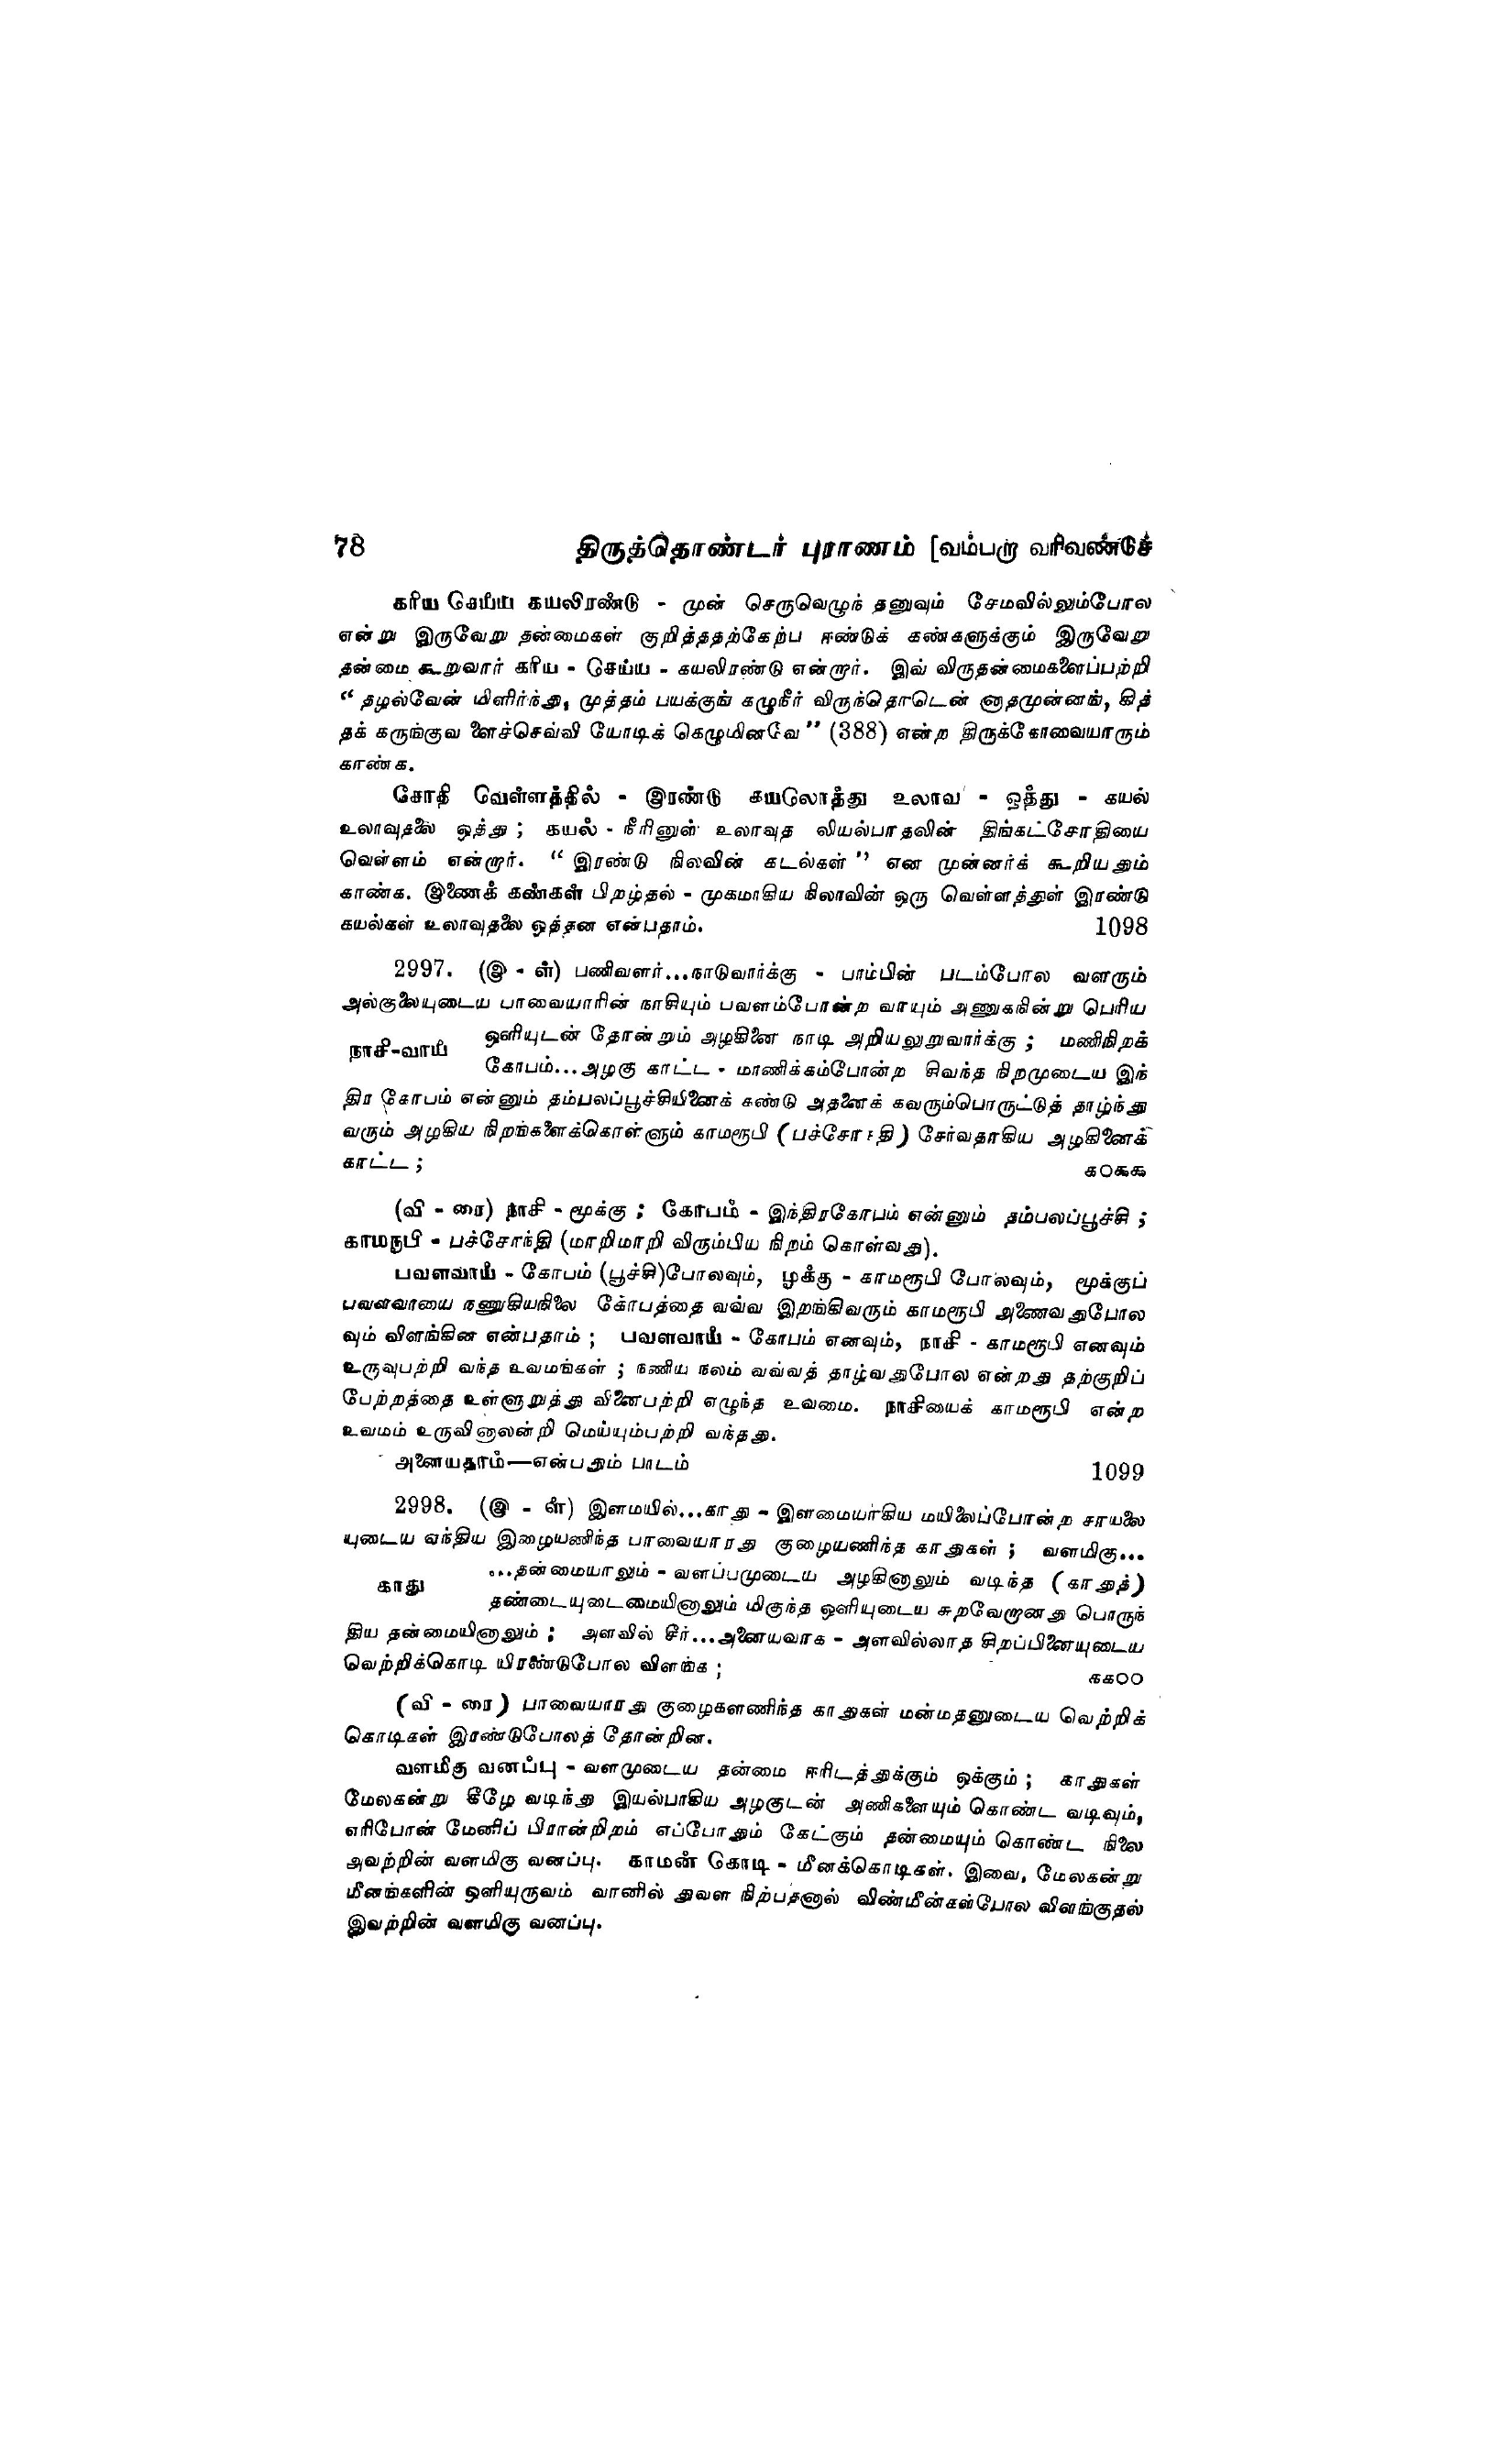 78 திருத்தொண்டர் புராணம் [வம்பறா வரிவண்டுச்
கரிய செய்ய கயலிரண்டு - முன் செருவெழுந் தனுவும் சேமவில்லும்போல
என்று இருவேறு தன்மைகள் குறித்ததற்கேற்ப ஈண்டுக் கண்களுக்கும் இருவேறு
தன்மை கூறுவார் கரிய - செய்ய - கயலிரண்டு என்றார். இவ் விருதன்மைகளைப்பற்றி
“ தழல்வேன் மிளிர்ந்து, முத்தம் பயக்குங் கழுநீர் விருந்தொடென் னாதமுன்னங், கித்
தக் கருங்குவ ளைச்செவ்வி யோடிக் கெழுமினவே ” (388) என்ற திருக்கோவையாரும்
காண்க.
சோதி வெள்ளத்தில் - இரண்டு கயலொத்து உலாவ - ஒத்து - கயல்
உலாவுதலை ஒத்து ; கயல் - நீரினுள் உலாவுத லியல்பாதலின் திங்கட்சோதியை
வெள்ளம் என்றார். “ இரண்டு நிலவின் கடல்கள் ” என முன்னர்க் கூறியதும்
காண்க. இணைக் கண்கள் பிறழ்தல் - முகமாகிய நிலாவின் ஒரு வெள்ளத்துள் இரண்டு
கயல்கள் உலாவுதலை ஒத்தன என்பதாம். 1098
2997. (இ - ள்) பணிவளர்...நாடுவார்க்கு - பாம்பின் படம்போல வளரும்
அல்குலையுடைய பாவையாரின் நாசியும் பவளம்போன்ற வாயும் அணுகநின்று பெரிய
ஒளியுடன் தோன்றும் அழகினை நாடி அறியலுறுவார்க்கு ; மணிநிறக்
நாசி-வாய்
கோபம்...அழகு காட்ட - மாணிக்கம்போன்ற சிவந்த நிறமுடைய இந்
திர கோபம் என்னும் தம்பலப்பூச்சியினைக் கண்டு அதனைக் கவரும்பொருட்டுத் தாழ்ந்து
வரும் அழகிய நிறங்களைக்கொள்ளும் காமரூபி ( பச்சோந்தி ) சேர்வதாகிய அழகினைக்
காட்ட ; க0௯௯
(வி - ரை) நாசி - மூக்கு ; கோபம் - இந்திரகோபம் என்னும் தம்பலப்பூச்சி ;
காமரூபி - பச்சோந்தி (மாறிமாறி விரும்பிய நிறம் கொள்வது).
பவளவாய் - கோபம் (பூச்சி)போலவும், மூக்கு - காமரூபி போலவும், மூக்குப்
பவளவாயை நணுகியநிலை கோபத்தை வவ்வ இறங்கிவரும் காமரூபி அணைவதுபோல
வும் விளங்கின என்பதாம் ; பவளவாய் - கோபம் எனவும், நாசி - காமரூபி எனவும்
உருவுபற்றி வந்த உவமங்கள் ; நணிய நலம் வவ்வத் தாழ்வதுபோல என்றது தற்குறிப்
பேற்றத்தை உள்ளுறுத்து வினைபற்றி எழுந்த உவமை. நாசியைக் காமரூபி என்ற
உவமம் உருவினாலன்றி மெய்யும்பற்றி வந்தது.
அனையதாம்—என்பதும் பாடம் 1099
2998. (இ - ள்) இளமயில்...காது - இளமையாகிய மயிலைப்போன்ற சாயலை
யுடைய ஏந்திய இழையணிந்த பாவையாரது குழையணிந்த காதுகள் ; வளமிகு...
...தன்மையாலும் - வளப்பமுடைய அழகினாலும் வடிந்த ( காதுத் )
காது
தண்டையுடைமையினாலும் மிகுந்த ஒளியுடைய சுறவேறானது பொருந்
திய தன்மையினாலும் ; அளவில் சீர்...அனையவாக - அளவில்லாத சிறப்பினையுடைய
வெற்றிக்கொடி யிரண்டுபோல விளங்க ; கக00
( வி - ரை ) பாவையாரது குழைகளணிந்த காதுகள் மன்மதனுடைய வெற்றிக்
கொடிகள் இரண்டுபோலத் தோன்றின.
வளமிகு வனப்பு - வளமுடைய தன்மை ஈரிடத்துக்கும் ஒக்கும் ; காதுகள்
மேலகன்று கீழே வடிந்து இயல்பாகிய அழகுடன் அணிகளையும் கொண்ட வடிவும்,
எரிபோன் மேனிப் பிரான்றிறம் எப்போதும் கேட்கும் தன்மையும் கொண்ட நிலை
அவற்றின் வளமிகு வனப்பு. காமன் கொடி - மீனக்கொடிகள். இவை, மேலகன்று
மீனங்களின் ஒளியுருவம் வானில் துவள நிற்பதனால் விண்மீன்கள்போல விளங்குதல்
இவற்றின் வளமிகு வனப்பு.